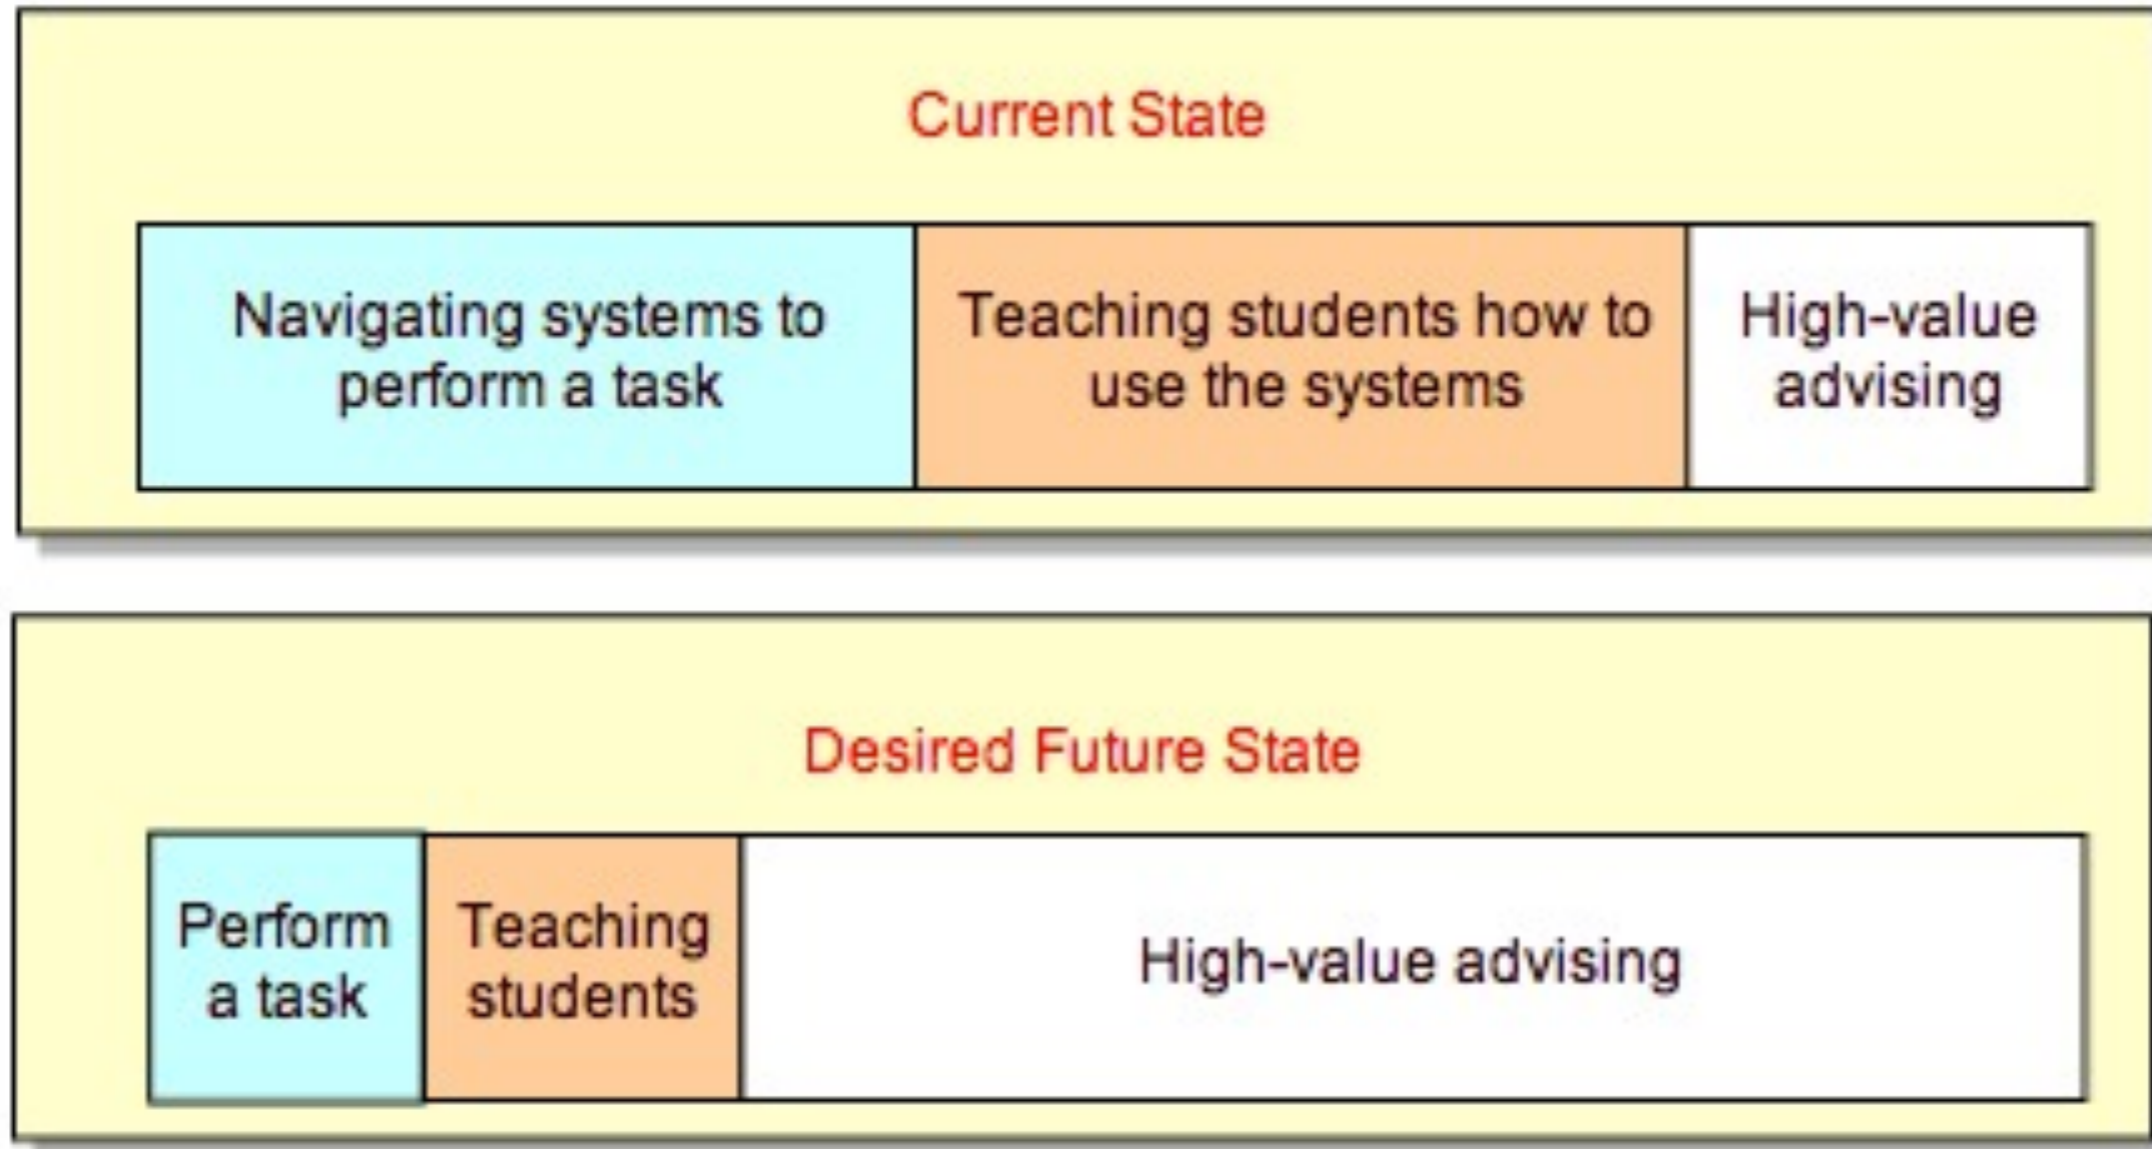 Current State
Navigating systems to
perform a task
Teaching students how to
use the systems
High-value
advising
Desired Future State
Perform
a task
Teaching
students
High-value advising